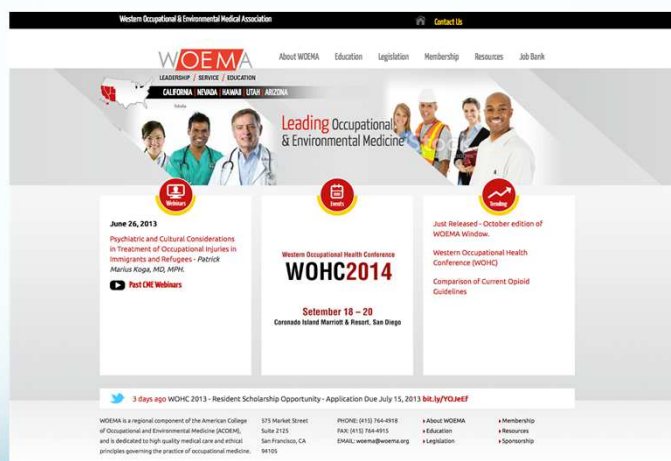 Western Occupational & Environmental Medical Association
Contact Us
WOEMA
LEADERSHIP / SERVICE / EDUCATION
About WOEMA Education Legislation Membership Resources Job Bank
CALIFORNIA | NEVADA | HAWAII | UTAH | ARIZONA
Leading Occupational
& Environmental Medicine
Webinars
June 26, 2013
Psychiatric and Cultural Considerations
in Treatment of Occupational Injuries in
Immigrants and Refugees - Patrick
Marius Koga, MD, MPH.
Past CME Webinars
Events
Western Occupational Health Conference
WOHC2014
Setember 18 – 20
Coronado Island Marriott & Resort, San Diego
Trending
Just Released - October edition of
WOEMA Window.
Western Occupational Health
Conference (WOHC)
Comparison of Current Opioid
Guidelines
3 days ago WOHC 2013 - Resident Scholarship Opportunity - Application Due July 15, 2013 bit.ly/YOJeEf
WOEMA is a regional component of the American College
of Occupational and Environmental Medicine (ACOEM),
and is dedicated to high quality medical care and ethical
principles governing the practice of occupational medicine.
575 Market Street
Suite 2125
San Francisco, CA
94105
PHONE: (415) 764-4918
FAX: (415) 764-4915
EMAIL: woema@woema.org
About WOEMA
Education
Legislation
Membership
Resources
Sponsorship